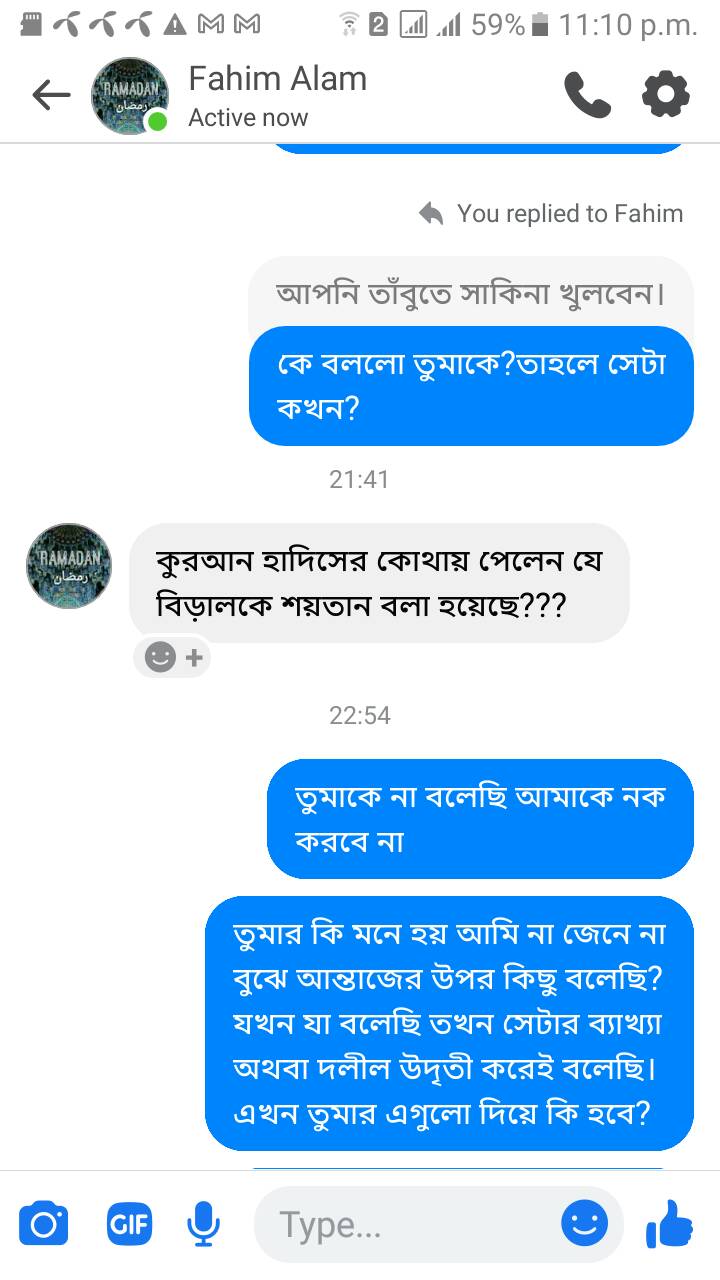 2 59% 11:10 p.m.
RAMADAN
رمضان
Fahim Alam
Active now
You replied to Fahim
আপনি তাঁবুতে সাকিনা খুলবেন।
কে বললো তুমাকে?তাহলে সেটা
কখন?
21:41
RAMADAN
رمضان
কুরআন হাদিসের কোথায় পেলেন যে
বিড়ালকে শয়তান বলা হয়েছে???
22:54
তুমাকে না বলেছি আমাকে নক
করবে না
তুমার কি মনে হয় আমি না জেনে না
বুঝে আন্তাজের উপর কিছু বলেছি?
যখন যা বলেছি তখন সেটার ব্যাখ্যা
অথবা দলীল উদৃতী করেই বলেছি।
এখন তুমার এগুলো দিয়ে কি হবে?
GIF
Type...